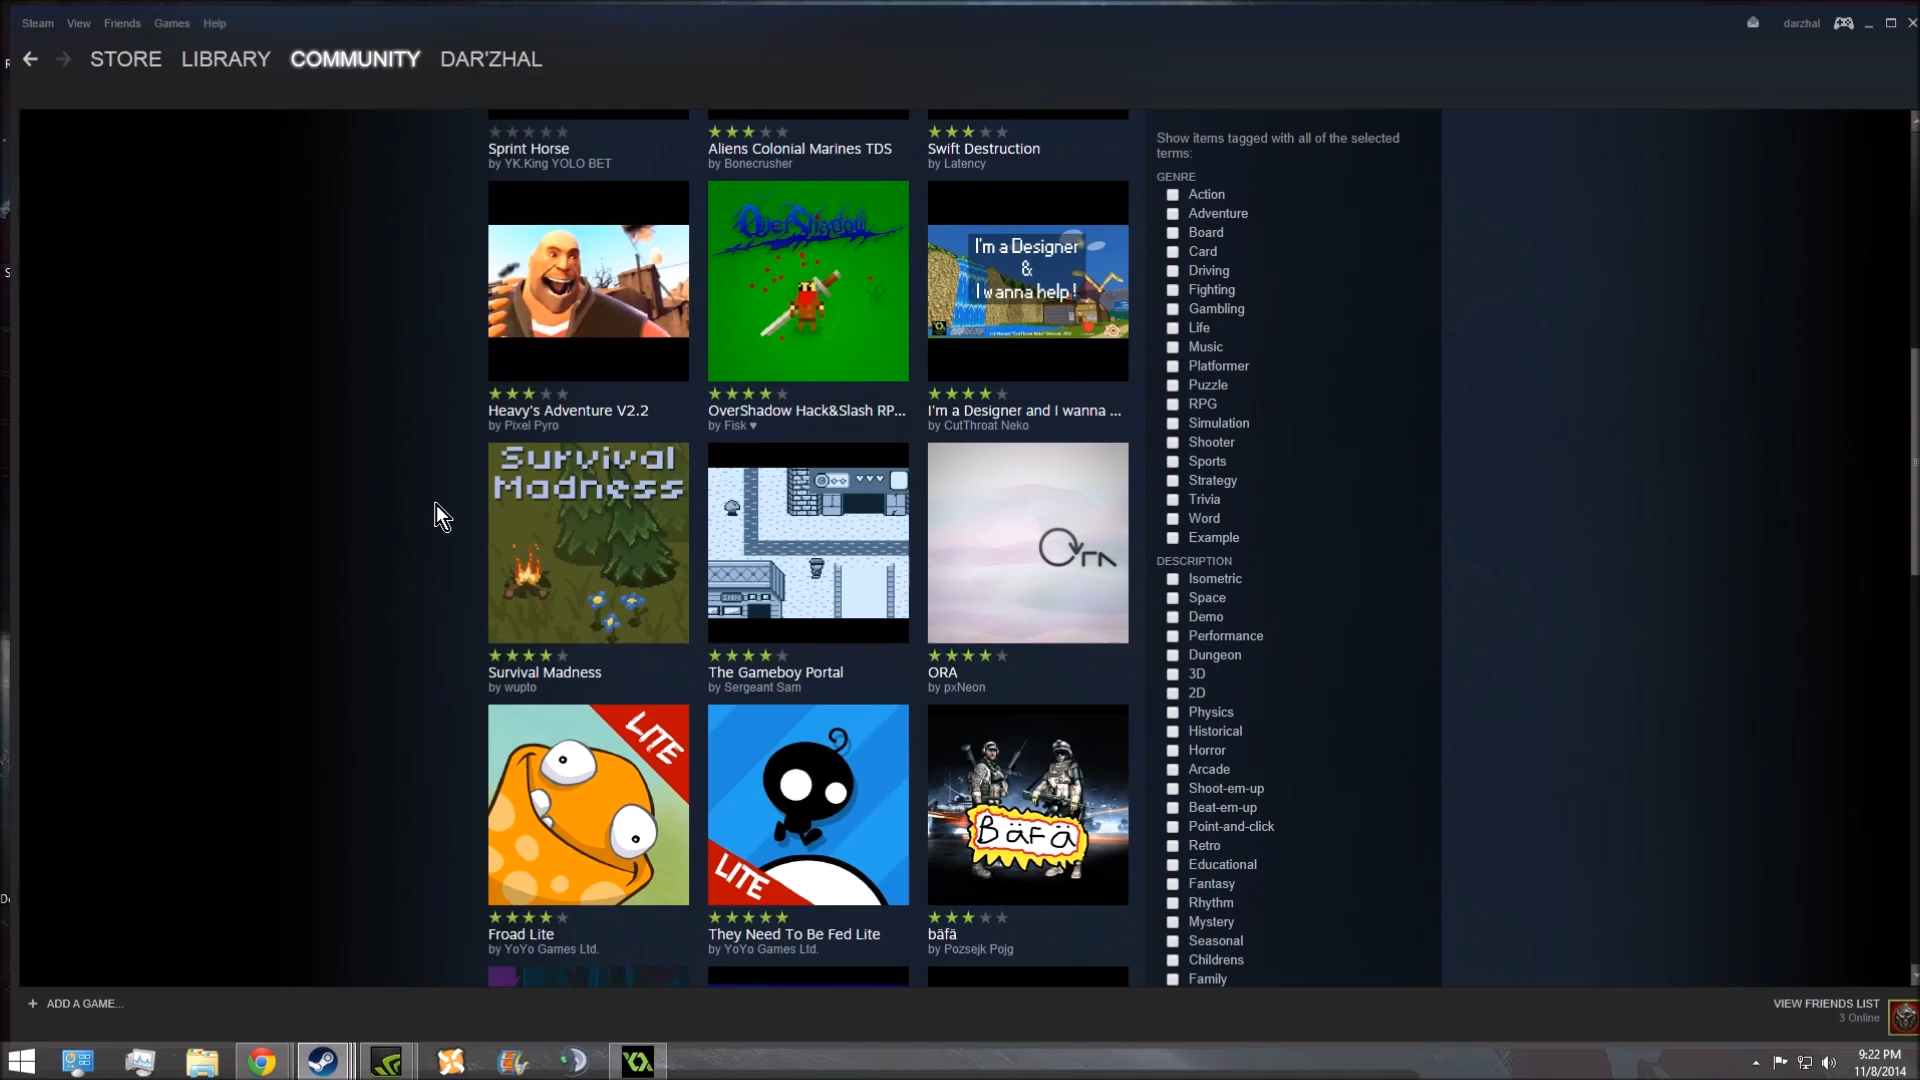 Steam View Friends Games Help
darzhal
STORE LIBRARY COMMUNITY DAR'ZHAL
Sprint Horse
by YK.King YOLO BET
Aliens Colonial Marines TDS
by Bonecrusher
Swift Destruction
by Latency
OverShadow
I'm a Designer
&
I wanna help!
Heavy's Adventure V2.2
by Pixel Pyro
OverShadow Hack&Slash RP...
by Fisk ♥
I'm a Designer and I wanna ...
by CutThroat Neko
Survival
Madness
Ora
Survival Madness
by wupto
The Gameboy Portal
by Sergeant Sam
ORA
by pxNeon
LITE
LITE
Bäfä
Froad Lite
by YoYo Games Ltd.
They Need To Be Fed Lite
by YoYo Games Ltd.
bäfä
by Pozsejk Pojg
Show items tagged with all of the selected
terms:
GENRE
Action
Adventure
Board
Card
Driving
Fighting
Gambling
Life
Music
Platformer
Puzzle
RPG
Simulation
Shooter
Sports
Strategy
Trivia
Word
Example
DESCRIPTION
Isometric
Space
Demo
Performance
Dungeon
3D
2D
Physics
Historical
Horror
Arcade
Shoot-em-up
Beat-em-up
Point-and-click
Retro
Educational
Fantasy
Rhythm
Mystery
Seasonal
Childrens
Family
+ ADD A GAME...
VIEW FRIENDS LIST
3 Online
9:22 PM
11/8/2014